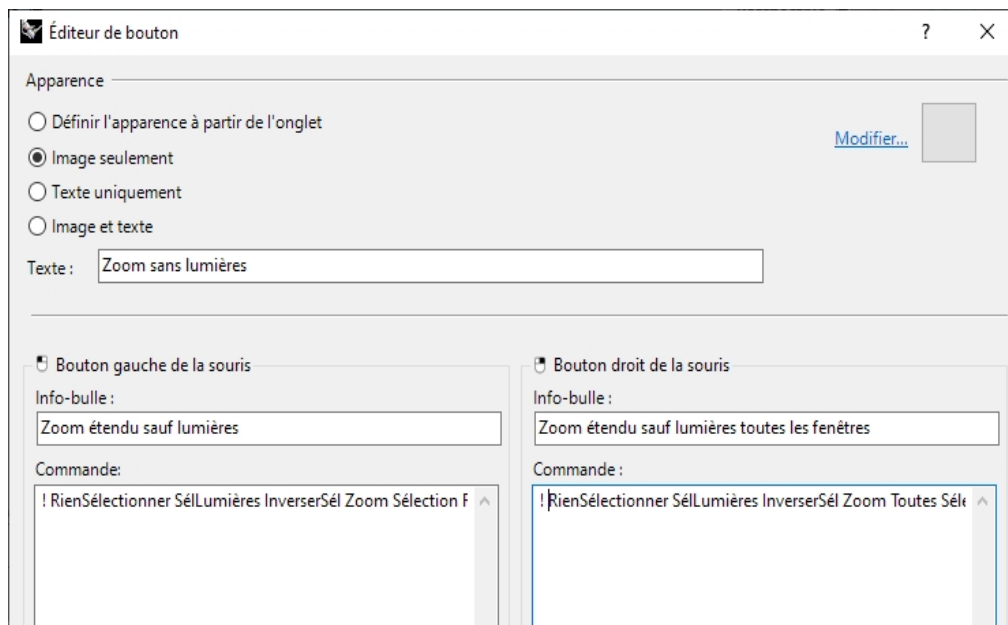 Éditeur de bouton ?
Apparence
Définir l'apparence à partir de l'onglet
Modifier...
Image seulement
Texte uniquement
Image et texte
Texte : Zoom sans lumières
Bouton gauche de la souris
Info-bulle :
Zoom étendu sauf lumières
Commande:
! RienSélectionner SélLumières InverserSél Zoom Sélection
Bouton droit de la souris
Info-bulle :
Zoom étendu sauf lumières toutes les fenêtres
Commande :
! RienSélectionner SélLumières InverserSél Zoom Toutes Séle